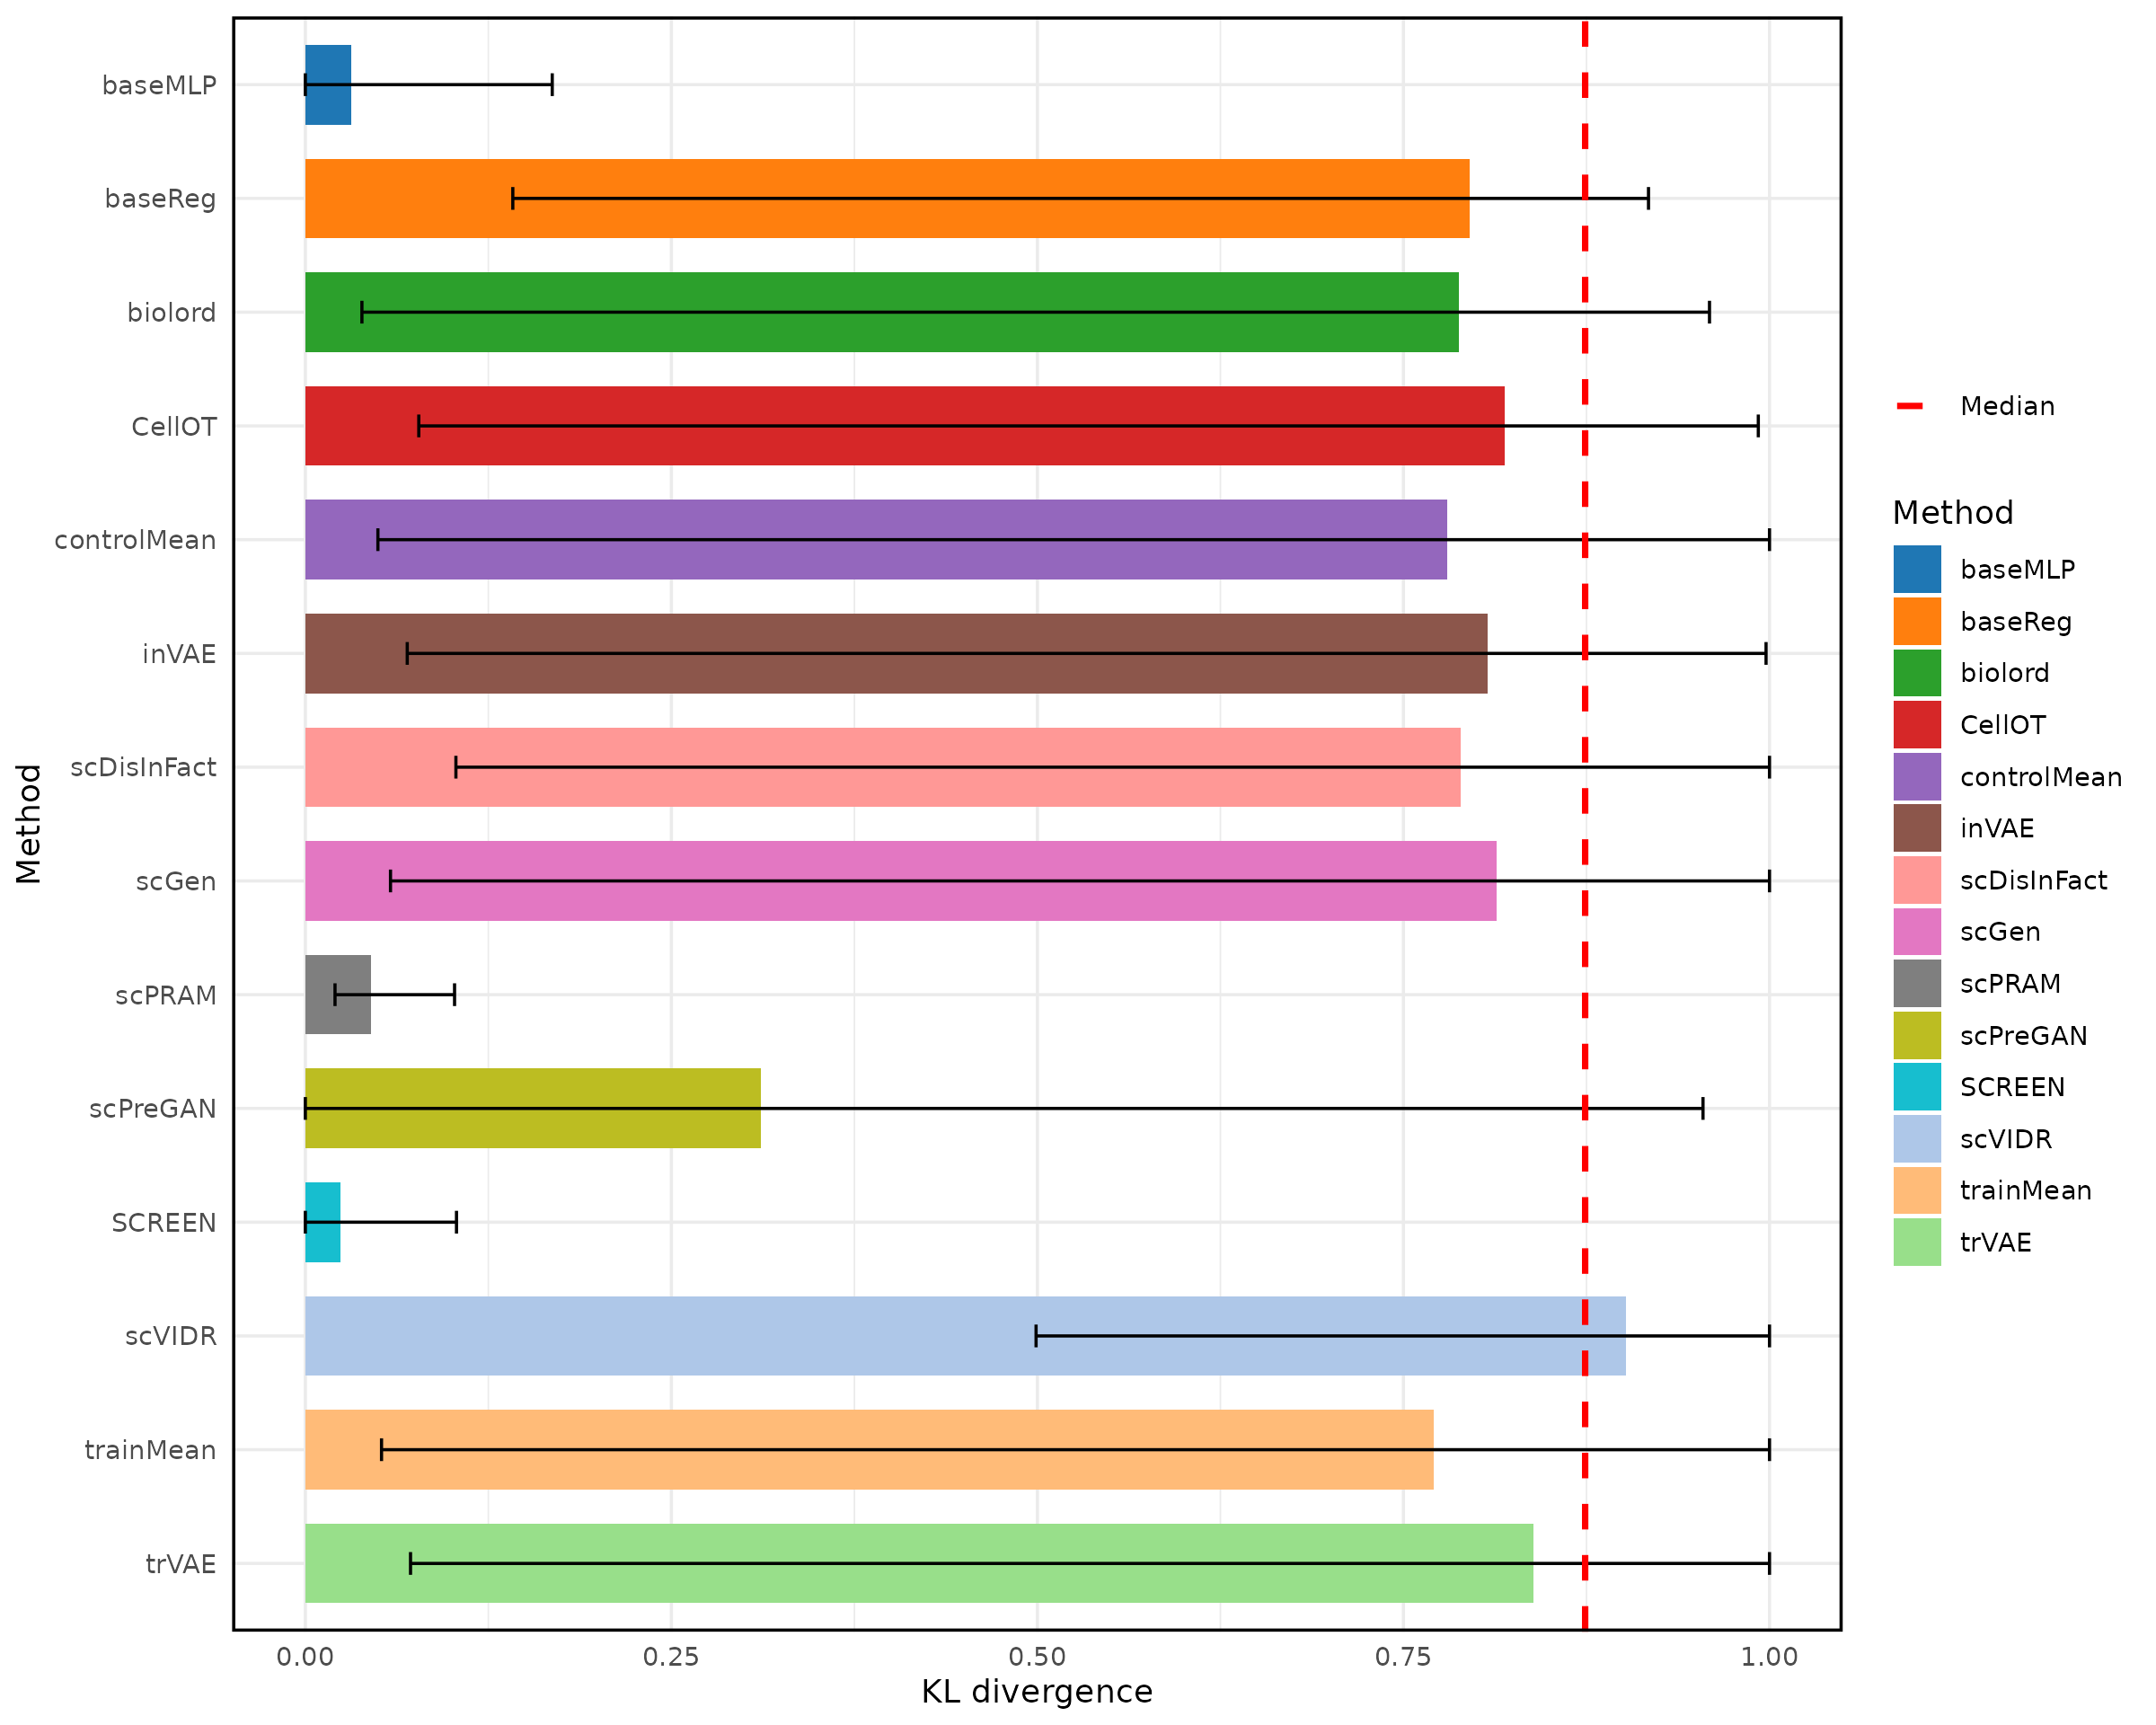 baseMLP
baseReg
biolord
CellOT
controlMean
inVAE
scDisInFact
scGen
scPRAM
scPreGAN
SCREEN
scVIDR
trainMean
trVAE
Method
0.00 0.25 0.50 0.75 1.00
KL divergence
Median
Method
baseMLP
baseReg
biolord
CellOT
controlMean
inVAE
scDisInFact
scGen
scPRAM
scPreGAN
SCREEN
scVIDR
trainMean
trVAE